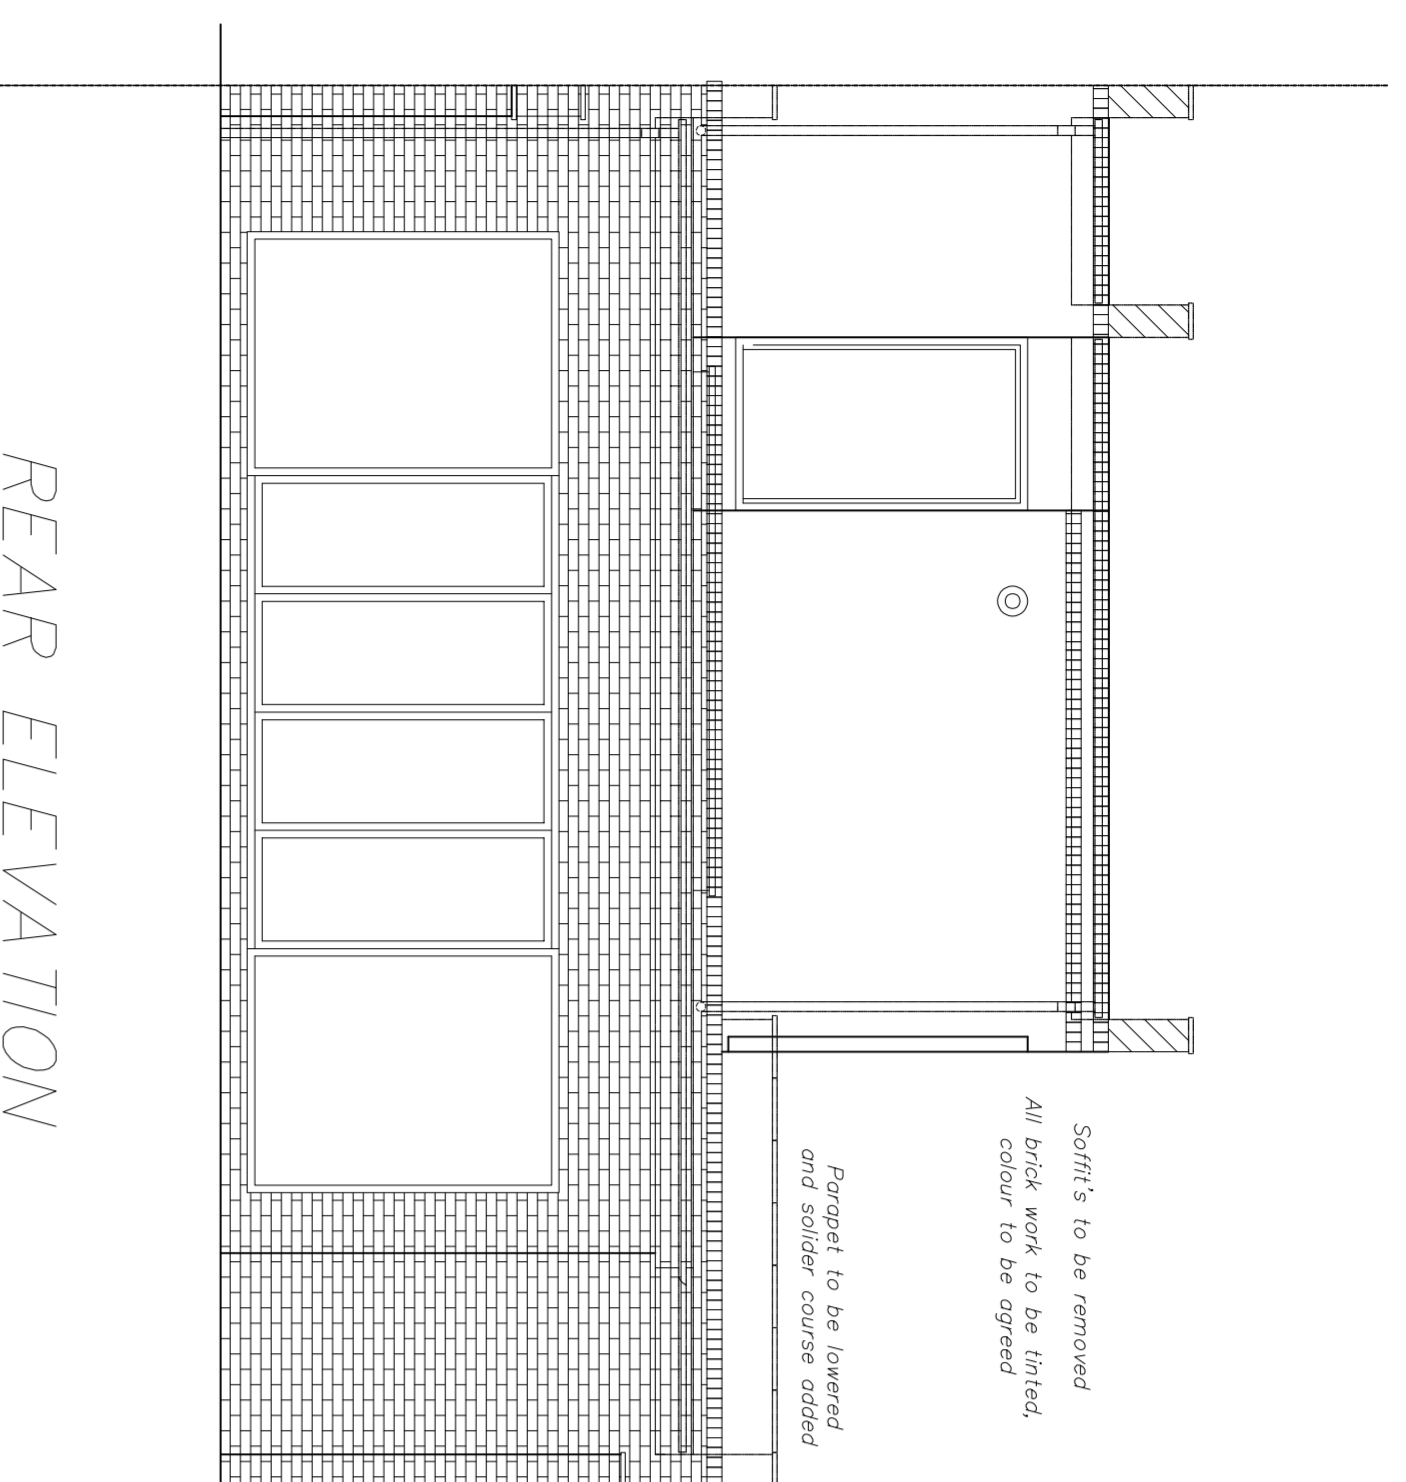 Soffit's to be removed
All brick work to be tinted,
colour to be agreed
Parapet to be lowered
and solider course added
REAR ELEVATION